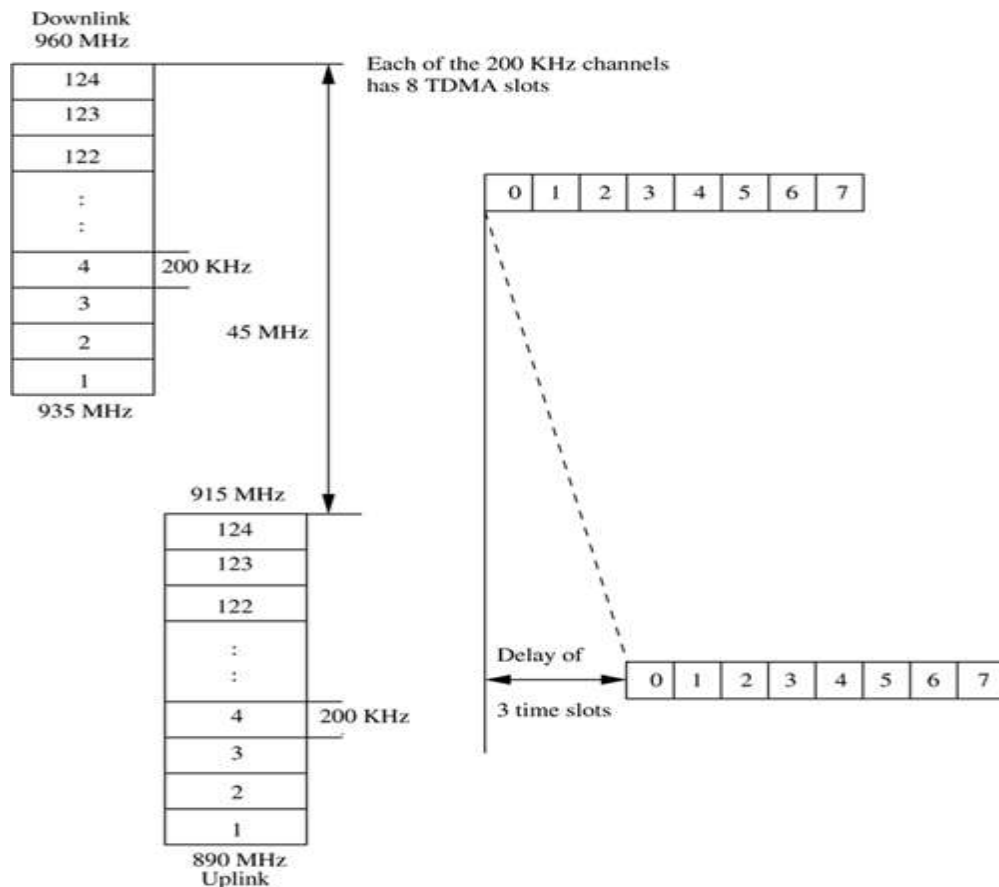 Downlink
960 MHz
124
123
122
:
:
4
200 KHz
3
2
1
935 MHz
45 MHz
Each of the 200 KHz channels
has 8 TDMA slots
0 1 2 3 4 5 6 7
915 MHz
124
123
122
:
:
4
200 KHz
3
2
1
890 MHz
Uplink
Delay of
3 time slots
0 1 2 3 4 5 6 7